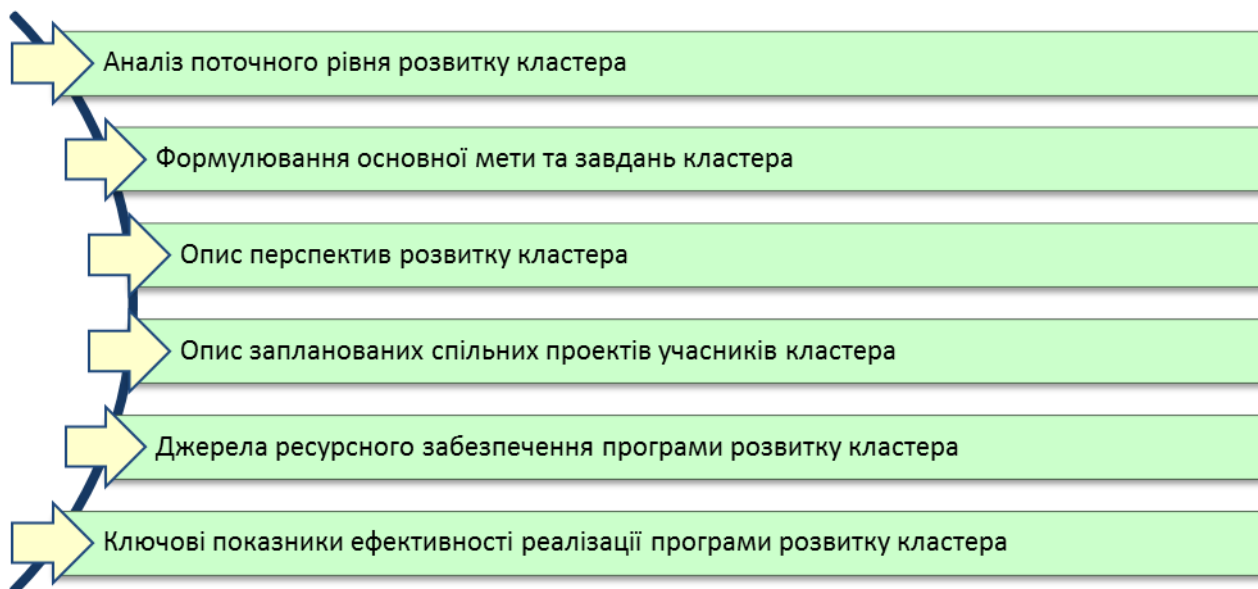 Аналіз поточного рівня розвитку кластера
Формулювання основної мети та завдань кластера
Опис перспектив розвитку кластера
Опис запланованих спільних проектів учасників кластера
Джерела ресурсного забезпечення програми розвитку кластера
Ключові показники ефективності реалізації програми розвитку кластера